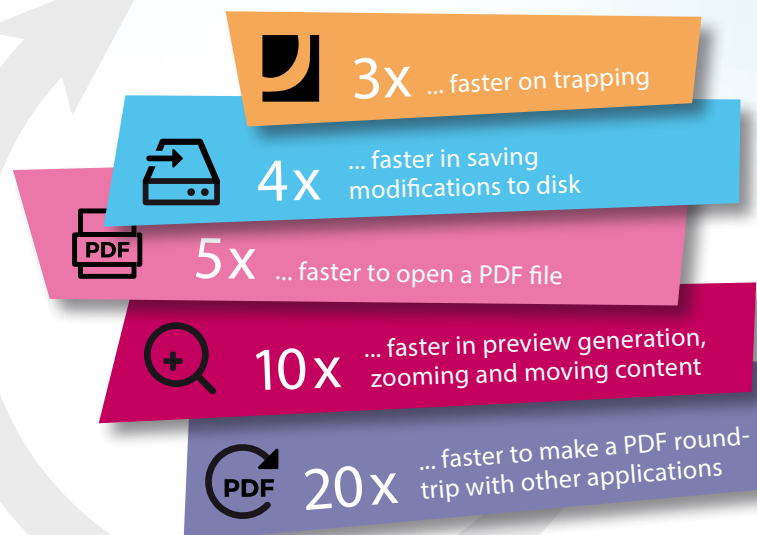 3x ... faster on trapping
4x ... faster in saving
modifications to disk
PDF
5x ... faster to open a PDF file
10x ... faster in preview generation,
zooming and moving content
PDF
20x ... faster to make a PDF round-
trip with other applications